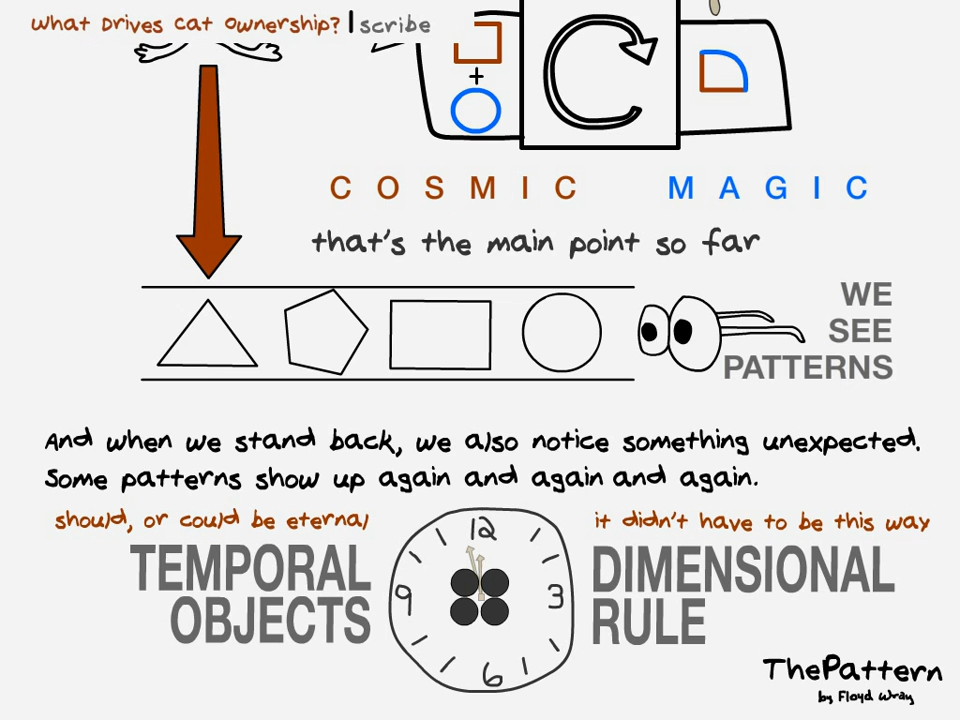 what drives cat ownership? | scribe
+
COSMIC MAGIC
that's the main point so far
WE
SEE
PATTERNS
And when we stand back, we also notice something unexpected.
Some patterns show up again and again and again.
should, or could be eternal
it didn't have to be this way
TEMPORAL
OBJECTS
12
9
3
6
DIMENSIONAL
RULE
ThePattern
by Floyd Wray